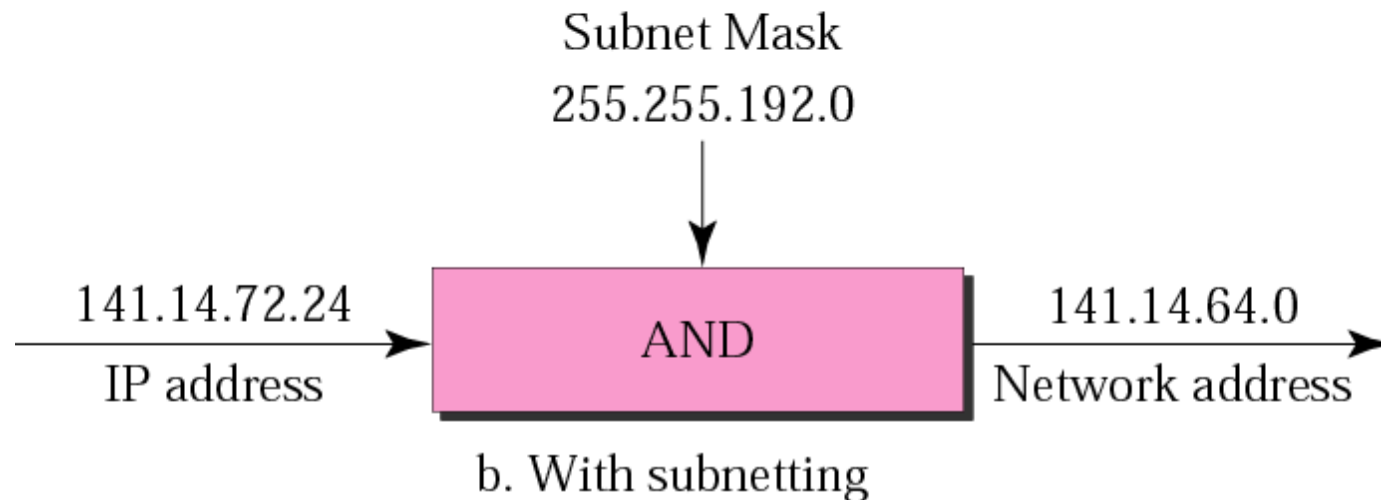 Subnet Mask
255.255.192.0
141.14.72.24
IP address
AND
141.14.64.0
Network address
b. With subnetting